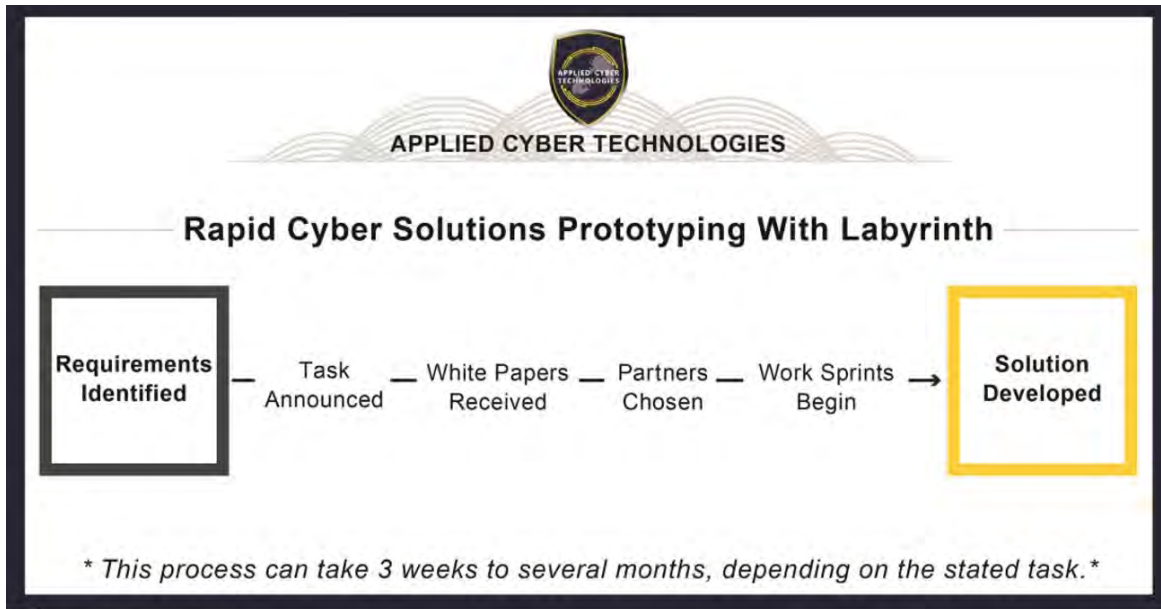 APPLIED CYBER
TECHNOLOGIES
APPLIED CYBER TECHNOLOGIES
Rapid Cyber Solutions Prototyping With Labyrinth
Requirements
Identified
Task
Announced
White Papers
Received
Partners
Chosen
Work Sprints
Begin
Solution
Developed
* This process can take 3 weeks to several months, depending on the stated task.*